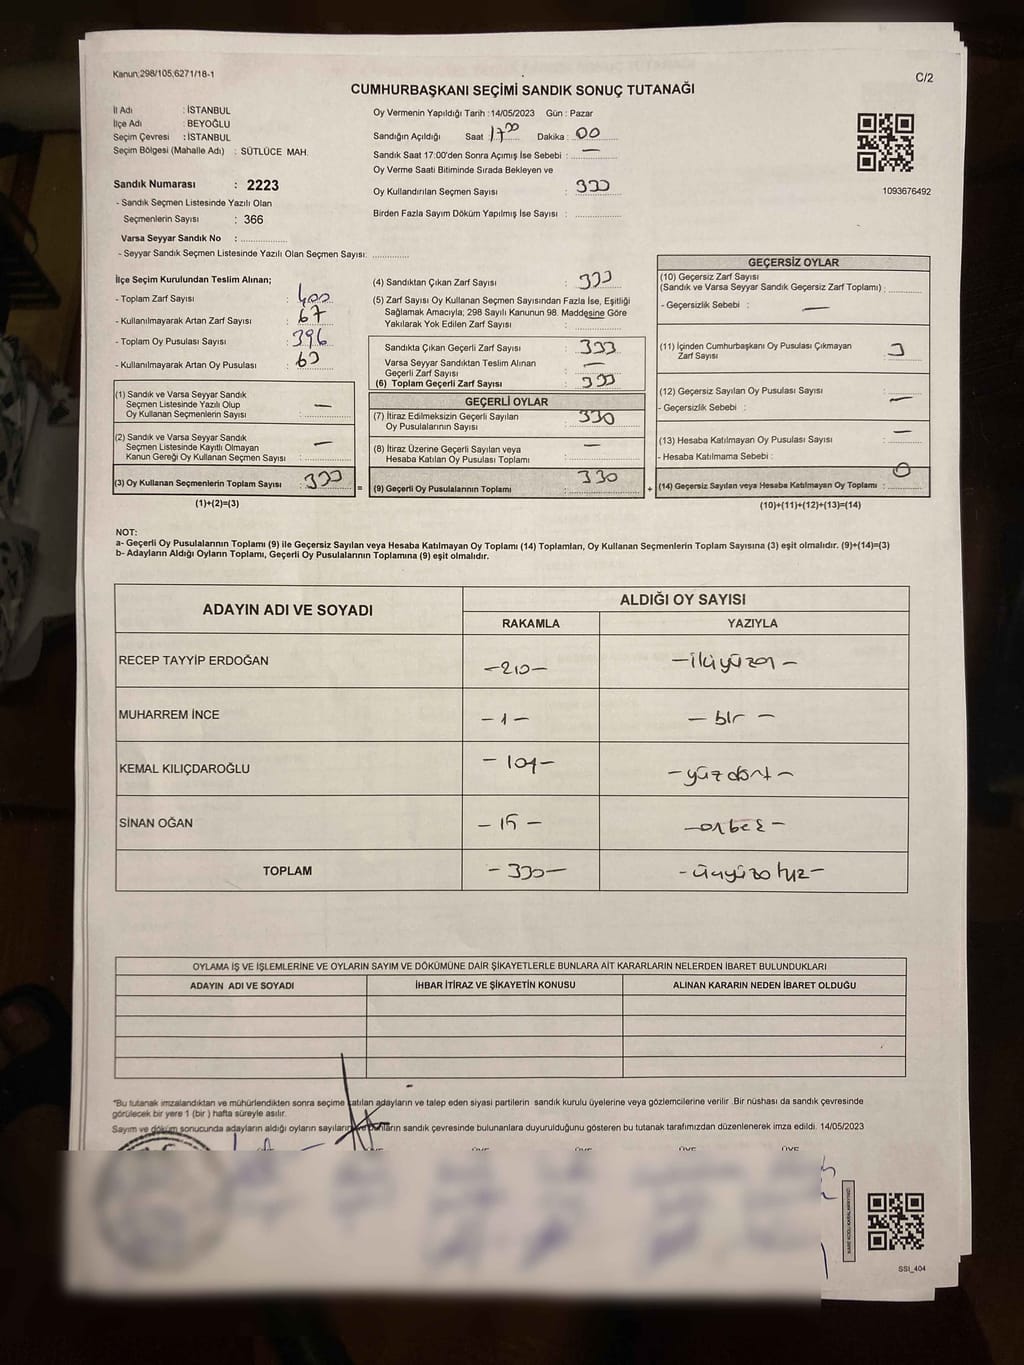 Kanun:298/105,6271/18-1
C/2
CUMHURBAŞKANI SEÇİMİ SANDIK SONUÇ TUTANAĞI
İl Adı : İSTANBUL
İlçe Adı : BEYOĞLU
Seçim Çevresi : İSTANBUL
Seçim Bölgesi (Mahalle Adı) : SÜTLÜCE MAH.
Sandık Numarası : 2223
- Sandık Seçmen Listesinde Yazılı Olan
Seçmenlerin Sayısı : 366
Varsa Seyyar Sandık No :
- Seyyar Sandık Seçmen Listesinde Yazılı Olan Seçmen Sayısı:
Oy Vermenin Yapıldığı Tarih :14/05/2023 Gün : Pazar
Sandığın Açıldığı Saat : 17⁰⁰ Dakika : 00
Sandık Saat 17:00'den Sonra Açımış İse Sebebi : —
Oy Verme Saati Bitiminde Sırada Bekleyen ve
Oy Kullandırılan Seçmen Sayısı : 333
Birden Fazla Sayım Döküm Yapılmış İse Sayısı :
1093676492
İlçe Seçim Kurulundan Teslim Alınan;
- Toplam Zarf Sayısı : 400
- Kullanılmayarak Artan Zarf Sayısı : 67
- Toplam Oy Pusulası Sayısı : 396
- Kullanılmayarak Artan Oy Pusulası : 63
(1) Sandık ve Varsa Seyyar Sandık
Seçmen Listesinde Yazılı Olup
Oy Kullanan Seçmenlerin Sayısı : —
(2) Sandık ve Varsa Seyyar Sandık
Seçmen Listesinde Kayıtlı Olmayan
Kanun Gereği Oy Kullanan Seçmen Sayısı : —
(3) Oy Kullanan Seçmenlerin Toplam Sayısı : 333
(1)+(2)=(3)
(4) Sandıktan Çıkan Zarf Sayısı : 333
(5) Zarf Sayısı Oy Kullanan Seçmen Sayısından Fazla İse, Eşitliği
Sağlamak Amacıyla; 298 Sayılı Kanunun 98. Maddesine Göre
Yakılarak Yok Edilen Zarf Sayısı :
Sandıkta Çıkan Geçerli Zarf Sayısı : 333
Varsa Seyyar Sandıktan Teslim Alınan
Geçerli Zarf Sayısı : —
(6) Toplam Geçerli Zarf Sayısı : 333
=
GEÇERLİ OYLAR
(7) İtiraz Edilmeksizin Geçerli Sayılan
Oy Pusulalarının Sayısı : 330
(8) İtiraz Üzerine Geçerli Sayılan veya
Hesaba Katılan Oy Pusulası Toplamı : —
(9) Geçerli Oy Pusulalarının Toplamı : 330
+
GEÇERSİZ OYLAR
(10) Geçersiz Zarf Sayısı
(Sandık ve Varsa Seyyar Sandık Geçersiz Zarf Toplamı) :
- Geçersizlik Sebebi : —
(11) İçinden Cumhurbaşkanı Oy Pusulası Çıkmayan
Zarf Sayısı : 3
(12) Geçersiz Sayılan Oy Pusulası Sayısı : —
- Geçersizlik Sebebi :
(13) Hesaba Katılmayan Oy Pusulası Sayısı : —
- Hesaba Katılmama Sebebi :
(14) Geçersiz Sayılan veya Hesaba Katılmayan Oy Toplamı : 0
(10)+(11)+(12)+(13)=(14)
NOT:
a- Geçerli Oy Pusulalarının Toplamı (9) ile Geçersiz Sayılan veya Hesaba Katılmayan Oy Toplamı (14) Toplamları, Oy Kullanan Seçmenlerin Toplam Sayısına (3) eşit olmalıdır. (9)+(14)=(3)
b- Adayların Aldığı Oyların Toplamı, Geçerli Oy Pusulalarının Toplamına (9) eşit olmalıdır.
ADAYIN ADI VE SOYADI
ALDIĞI OY SAYISI
RAKAMLA YAZIYLA
RECEP TAYYİP ERDOĞAN -210- -ikiyüzon-
MUHARREM İNCE -1- -bir-
KEMAL KILIÇDAROĞLU -104- -yüzdört-
SİNAN OĞAN -15- -onbeş-
TOPLAM -330- -üçyüzotuz-
OYLAMA İŞ VE İŞLEMLERİNE VE OYLARIN SAYIM VE DÖKÜMÜNE DAİR ŞİKAYETLERLE BUNLARA AİT KARARLARIN NELERDEN İBARET BULUNDUKLARI
ADAYIN ADI VE SOYADI İHBAR İTİRAZ VE ŞİKAYETİN KONUSU ALINAN KARARIN NEDEN İBARET OLDUĞU
"Bu tutanak imzalandıktan ve mühürlendikten sonra seçime katılan adayların ve talep eden siyasi partilerin sandık kurulu üyelerine veya gözlemcilerine verilir .Bir nüshası da sandık çevresinde
görülecek bir yere 1 (bir ) hafta süreyle asılır.
Sayım ve döküm sonucunda adayların aldığı oyların sayıları ve bunların sandık çevresinde bulunanlara duyurulduğunu gösteren bu tutanak tarafımızdan düzenlenerek imza edildi. 14/05/2023
ÜYE ÜYE ÜYE ÜYE ÜYE
SSI_404